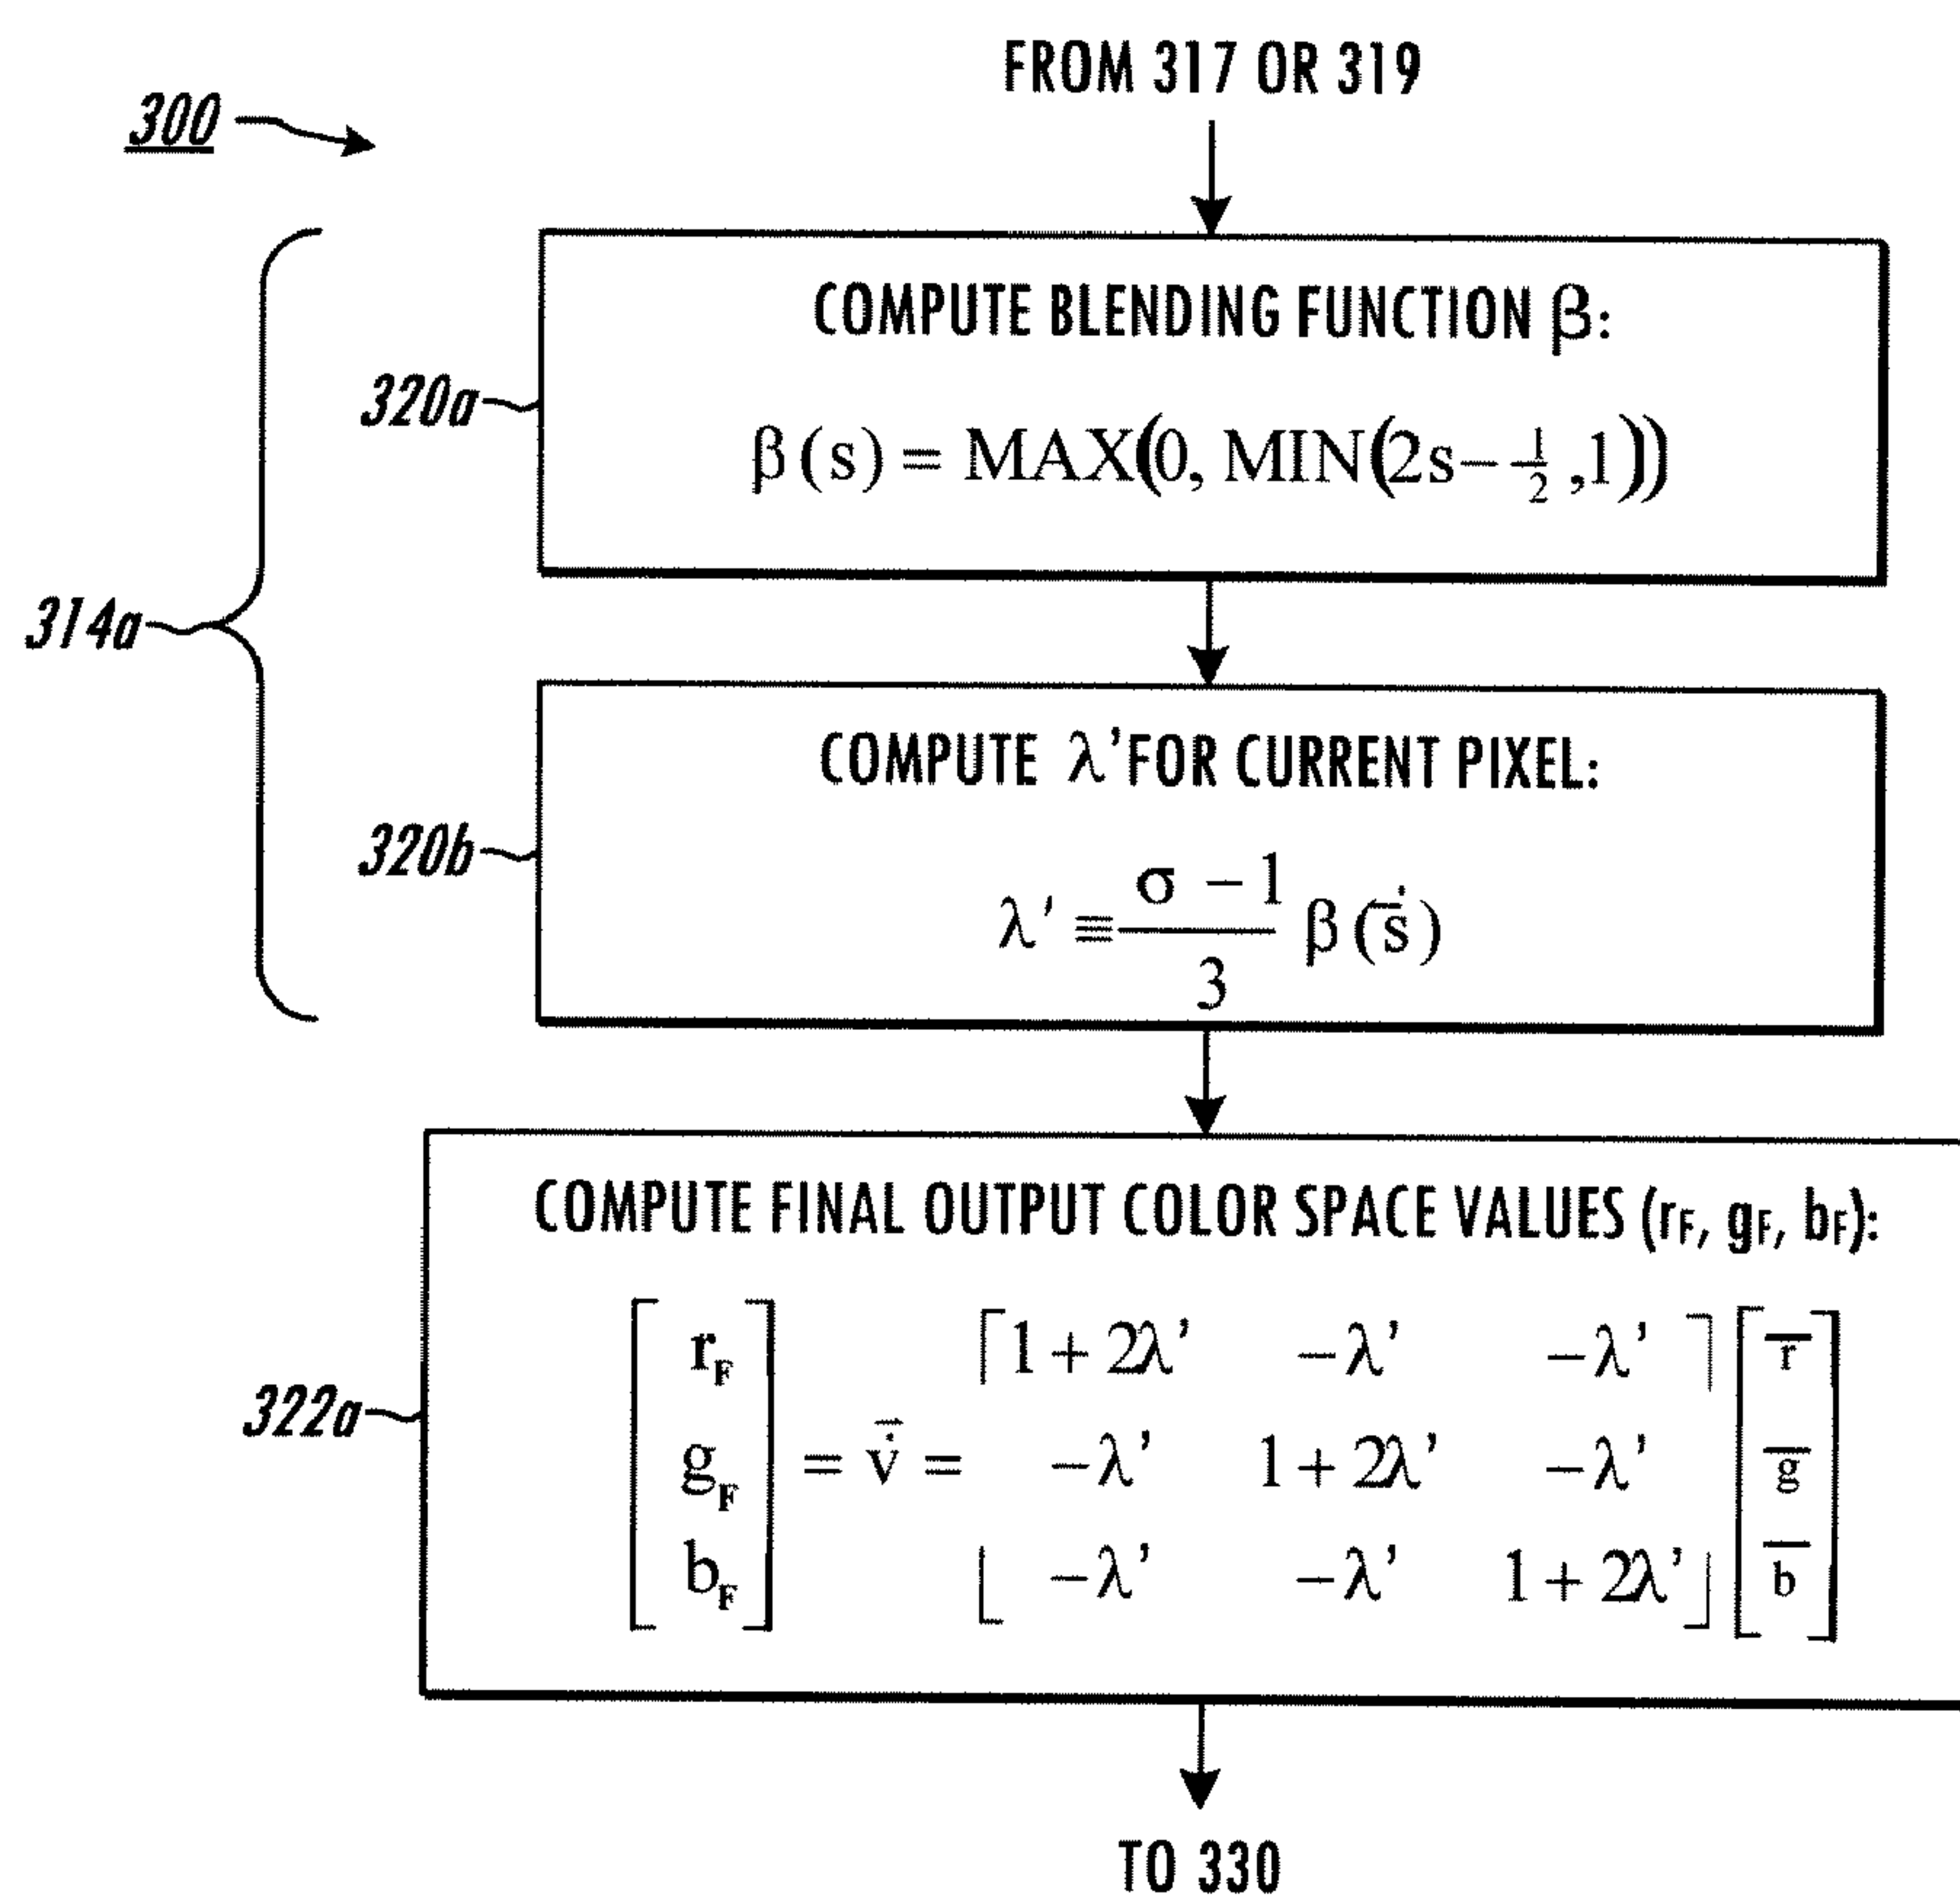 FROM 317 OR 319
300
COMPUTE BLENDING FUNCTION β:
320a
β(s) = MAX(0, MIN(2s−½,1))
314a
COMPUTE λ' FOR CURRENT PIXEL:
320b
λ' ≡ (σ − 1)/3 β(s̄̇)
COMPUTE FINAL OUTPUT COLOR SPACE VALUES (rF, gF, bF):
322a
[rF] [1 + 2λ' −λ' −λ'] [r̄]
[gF] = v̇̄ = [−λ' 1 + 2λ' −λ'] [ḡ]
[bF] [−λ' −λ' 1 + 2λ'] [b̄]
TO 330